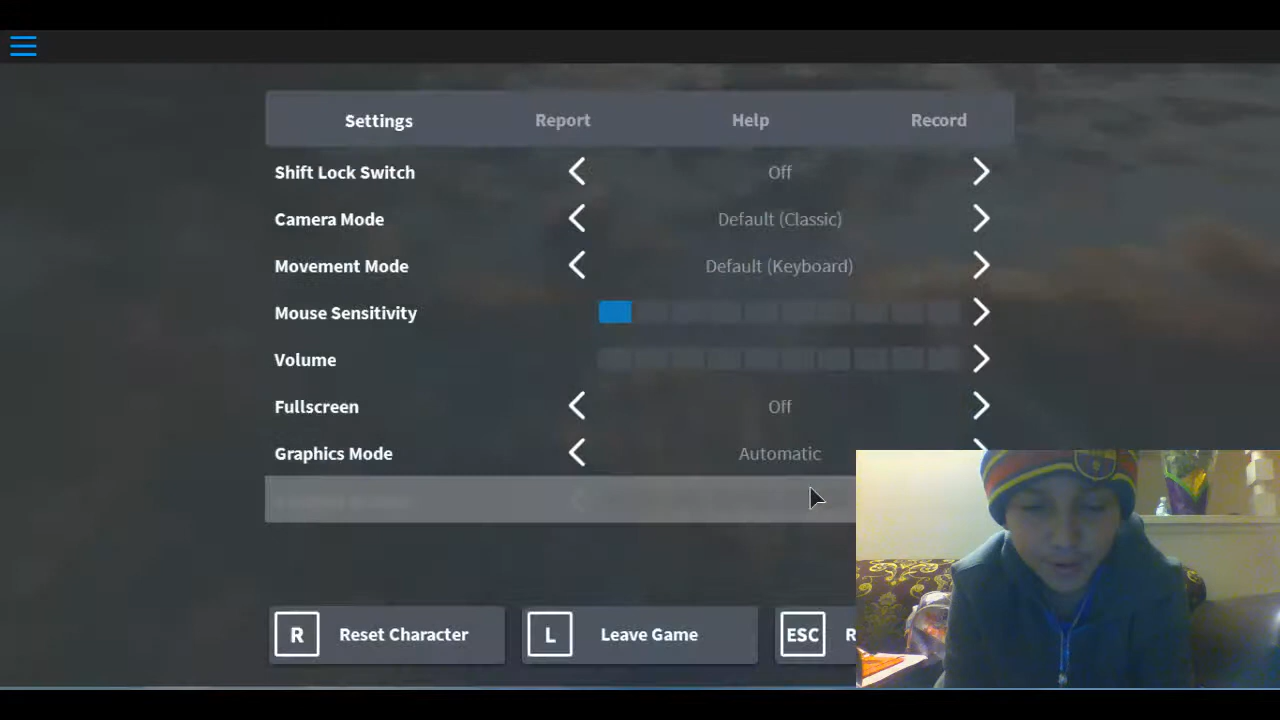 Settings Report Help Record
Shift Lock Switch Off
Camera Mode Default (Classic)
Movement Mode Default (Keyboard)
Mouse Sensitivity
Volume
Fullscreen Off
Graphics Mode Automatic
R Reset Character L Leave Game ESC R